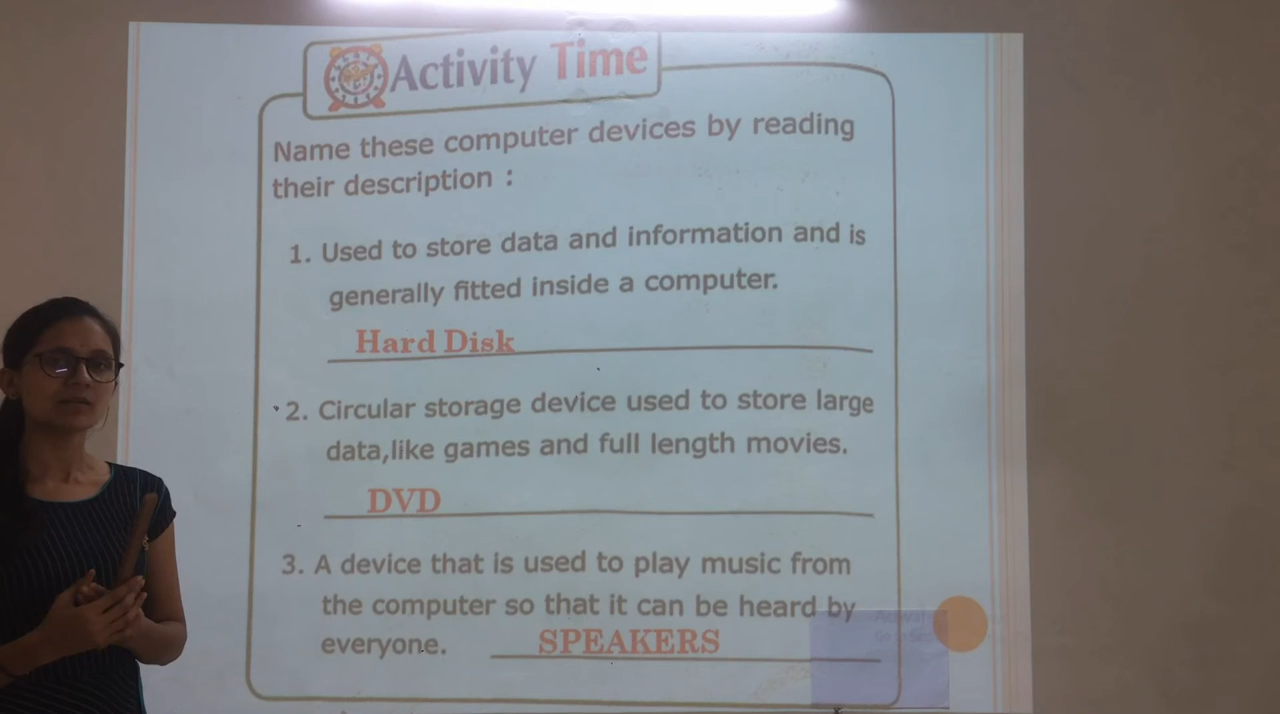 Activity Time
Name these computer devices by reading
their description :
1. Used to store data and information and is
generally fitted inside a computer.
Hard Disk
2. Circular storage device used to store large
data,like games and full length movies.
DVD
3. A device that is used to play music from
the computer so that it can be heard by
everyone. SPEAKERS